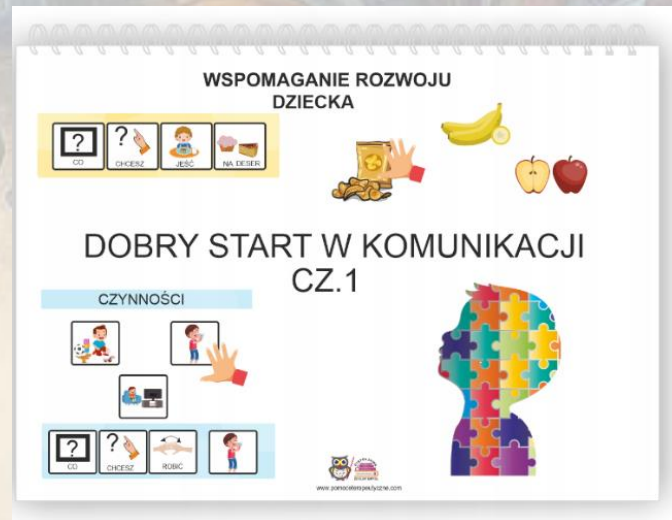 WSPOMAGANIE ROZWOJU
DZIECKA
?
?
CO
CHCESZ
JEŚĆ
NA DESER
DOBRY START W KOMUNIKACJI
CZ.1
CZYNNOŚCI
?
?
CO
CHCESZ
ROBIĆ
www.pomoceterapeutyczne.com